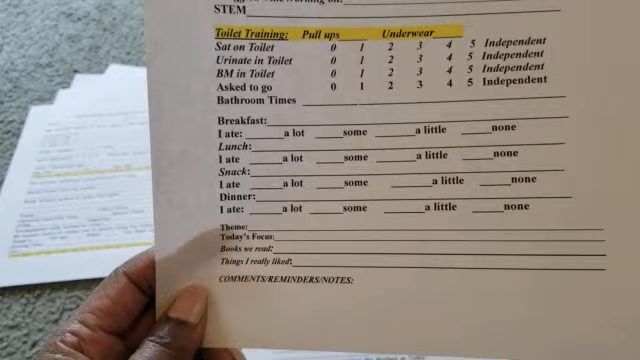 STEM
Toilet Training: Pull ups Underwear
Sat on Toilet 0 1 2 3 4 5 Independent
Urinate in Toilet 0 1 2 3 4 5 Independent
BM in Toilet 0 1 2 3 4 5 Independent
Asked to go 0 1 2 3 4 5 Independent
Bathroom Times
Breakfast:
I ate: a lot some a little none
Lunch:
I ate a lot some a little none
Snack:
I ate a lot some a little none
Dinner:
I ate: a lot some a little none
Theme:
Today's Focus:
Books we read:
Things I really liked:
COMMENTS/REMINDERS/NOTES: